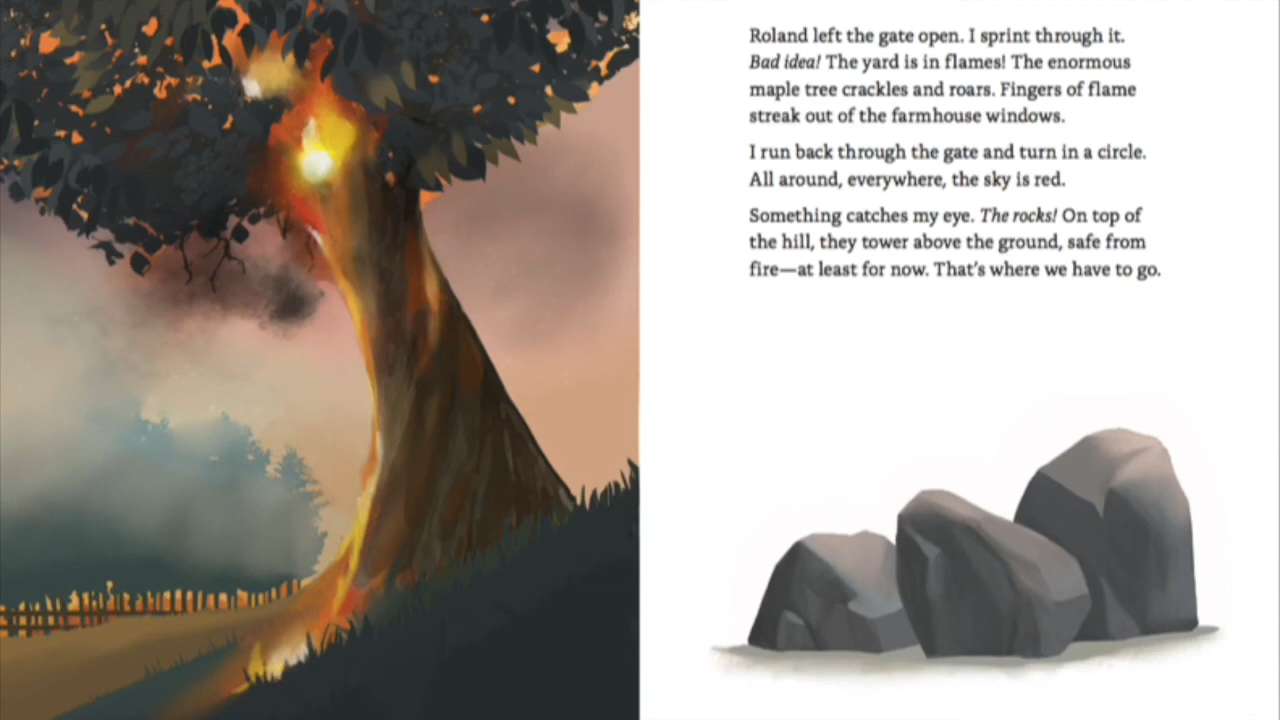 Roland left the gate open. I sprint through it.
Bad idea! The yard is in flames! The enormous
maple tree crackles and roars. Fingers of flame
streak out of the farmhouse windows.
I run back through the gate and turn in a circle.
All around, everywhere, the sky is red.
Something catches my eye. The rocks! On top of
the hill, they tower above the ground, safe from
fire—at least for now. That’s where we have to go.